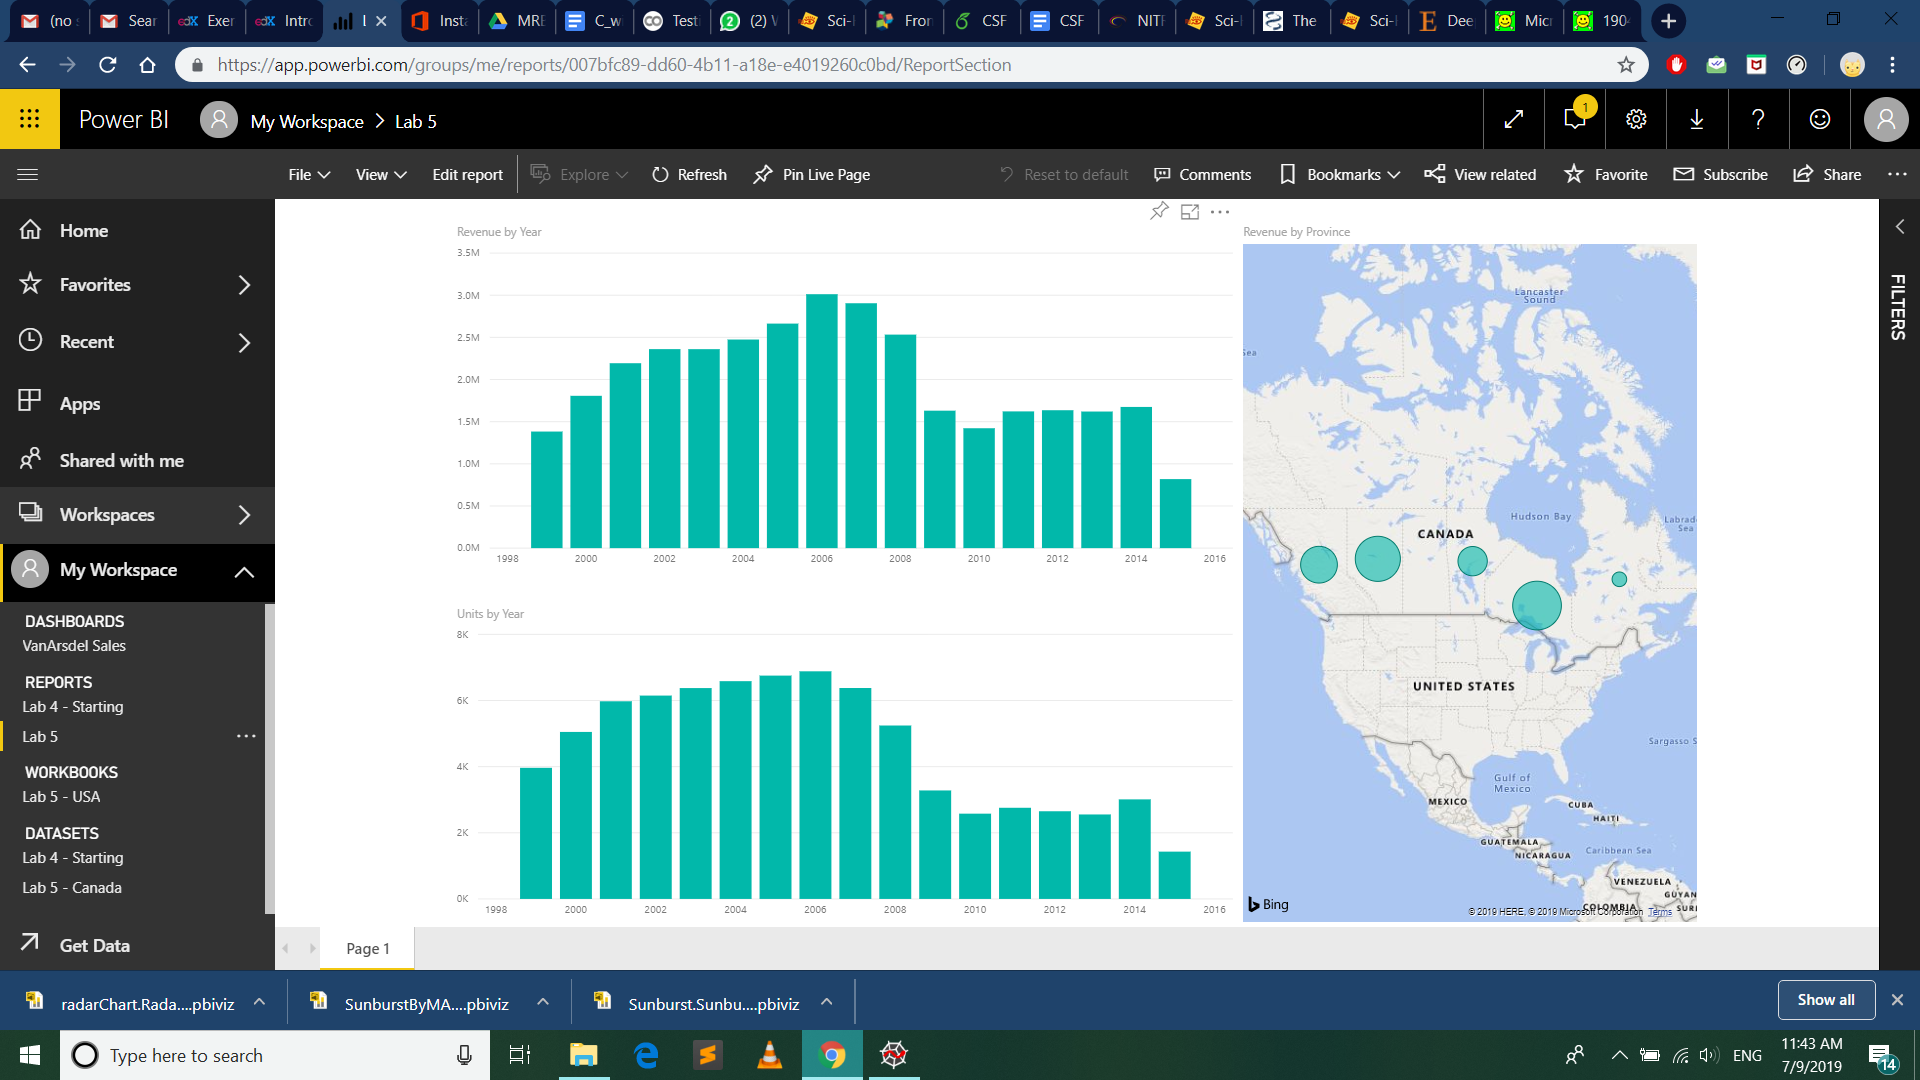 (no s
Sear
edX Exer
edX Intro
Insta
MRE
C_w
Test
(2) W
Sci-
Fron
CSF
CSF
NITR
Sci-
The
Sci-
Dee
Micr
190
https://app.powerbi.com/groups/me/reports/007bfc89-dd60-4b11-a18e-e4019260c0bd/ReportSection
Power BI My Workspace > Lab 5 1 ?
File View Edit report Explore Refresh Pin Live Page Reset to default Comments Bookmarks View related Favorite Subscribe Share ...
Home
Favorites
Recent
Apps
Shared with me
Workspaces
My Workspace
DASHBOARDS
VanArsdel Sales
REPORTS
Lab 4 - Starting
Lab 5 ...
WORKBOOKS
Lab 5 - USA
DATASETS
Lab 4 - Starting
Lab 5 - Canada
Get Data
Revenue by Year
3.5M
3.0M
2.5M
2.0M
1.5M
1.0M
0.5M
0.0M
1998 2000 2002 2004 2006 2008 2010 2012 2014 2016
Units by Year
8K
6K
4K
2K
0K
1998 2000 2002 2004 2006 2008 2010 2012 2014 2016
Revenue by Province
Lancaster
Sound
Sea
Hudson Bay
Labrad
Sea
CANADA
UNITED STATES
Sargasso S
Gulf of
Mexico
MEXICO
CUBA
HAITI
GUATEMALA
NICARAGUA
Caribbean Sea
VENEZUELA
GUYAN
COLOMBIA
SURI
Bing
© 2019 HERE, © 2019 Microsoft Corporation Terms
FILTERS
Page 1
radarChart.Rada....pbiviz
SunburstByMA....pbiviz
Sunburst.Sunbu....pbiviz
Show all
Type here to search
ENG
11:43 AM
7/9/2019
14